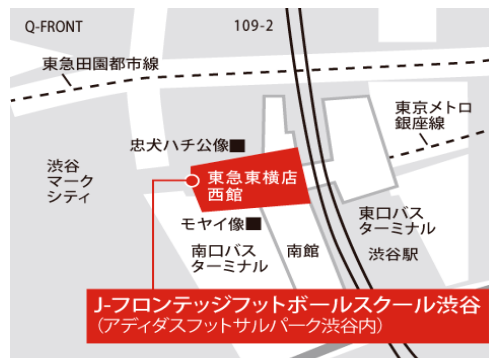 Q-FRONT
109-2
東急田園都市線
東京メトロ
銀座線
忠犬ハチ公像■
渋谷
マーク
シティ
東急東横店
西館
モヤイ像■
南口バス
ターミナル
南館
東口バス
ターミナル
渋谷駅
J-フロンテッジフットボールスクール渋谷
（アディダスフットサルパーク渋谷内）